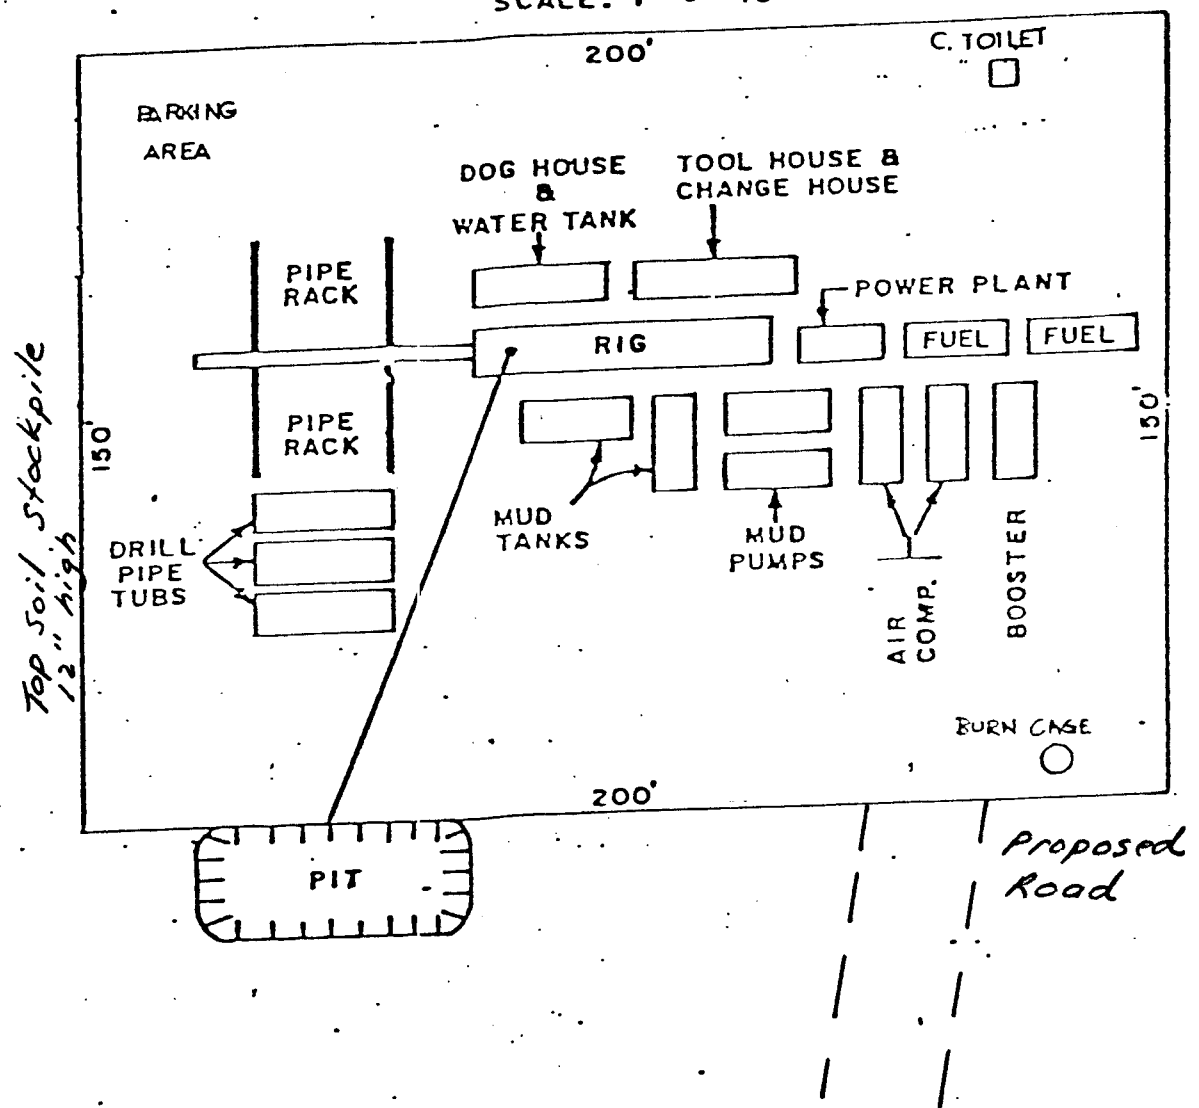 200'
C. TOILET
PARKING
AREA
DOG HOUSE
&
WATER TANK
TOOL HOUSE &
CHANGE HOUSE
PIPE
RACK
POWER PLANT
RIG
FUEL
FUEL
PIPE
RACK
150'
150'
Top Soil Stockpile
12" high
DRILL
PIPE
TUBS
MUD
TANKS
MUD
PUMPS
AIR
COMP.
BOOSTER
BURN CAGE
200'
PIT
Proposed
Road